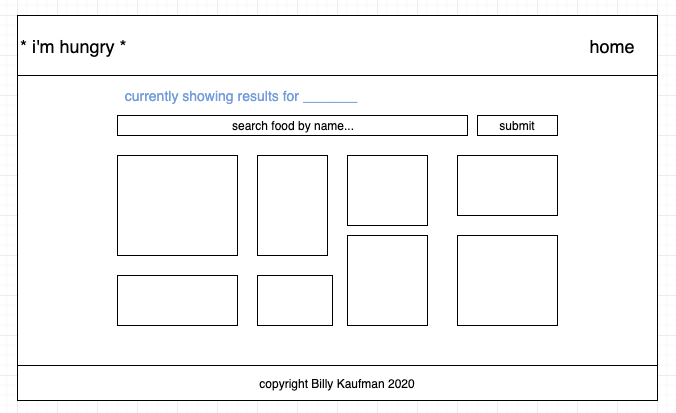 * i'm hungry *
home
currently showing results for _______
search food by name...
submit
copyright Billy Kaufman 2020